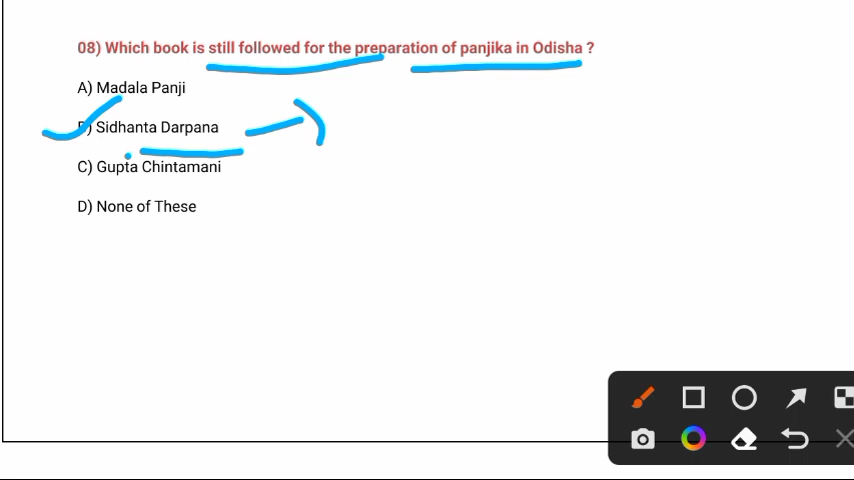 08) Which book is still followed for the preparation of panjika in Odisha ?
A) Madala Panji
B) Sidhanta Darpana
C) Gupta Chintamani
D) None of These